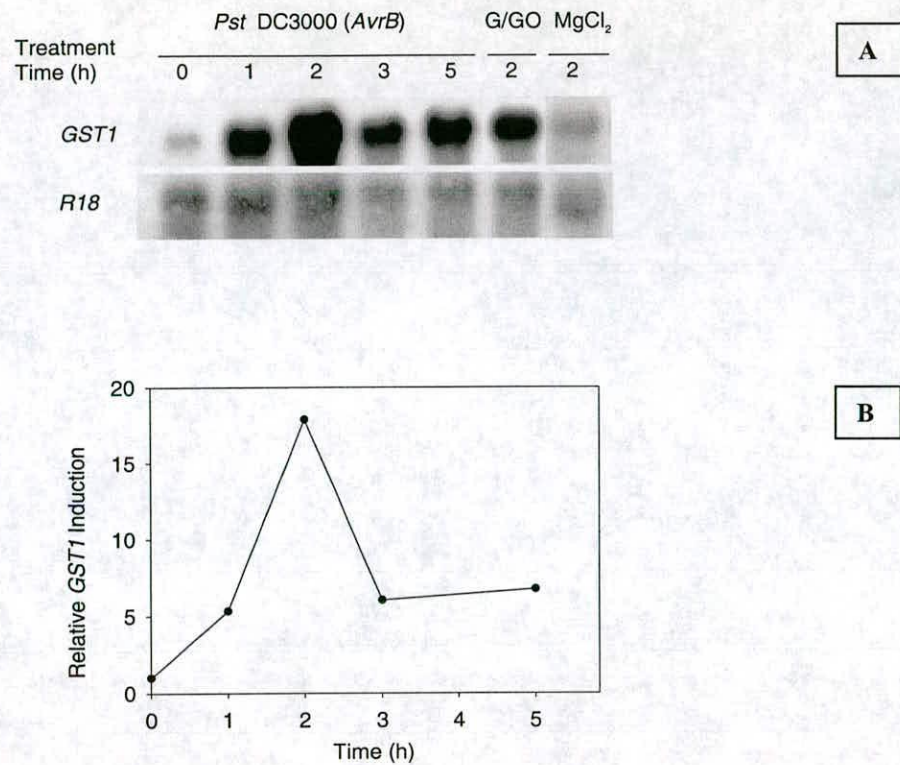 Pst DC3000 (AvrB) G/GO MgCl₂
A
Treatment
Time (h) 0 1 2 3 5 2 2
GST1
R18
B
20
15
10
5
0
Relative GST1 Induction
0 1 2 3 4 5
Time (h)